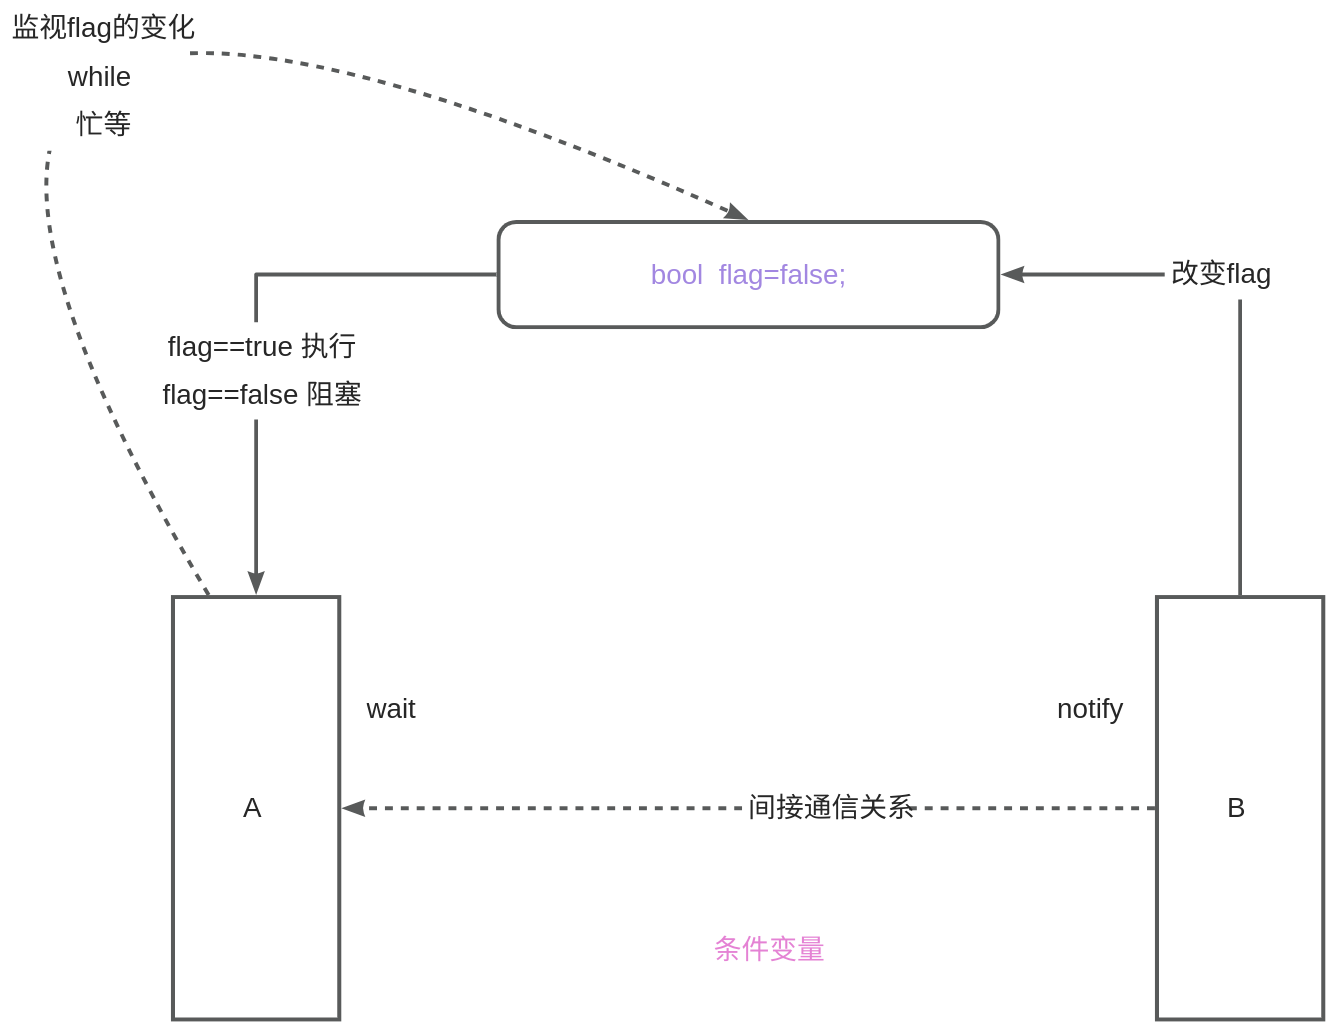 监视flag的变化
while
忙等
bool  flag=false;
改变flag
flag==true 执行
flag==false 阻塞
wait
notify
A
间接通信关系
B
条件变量